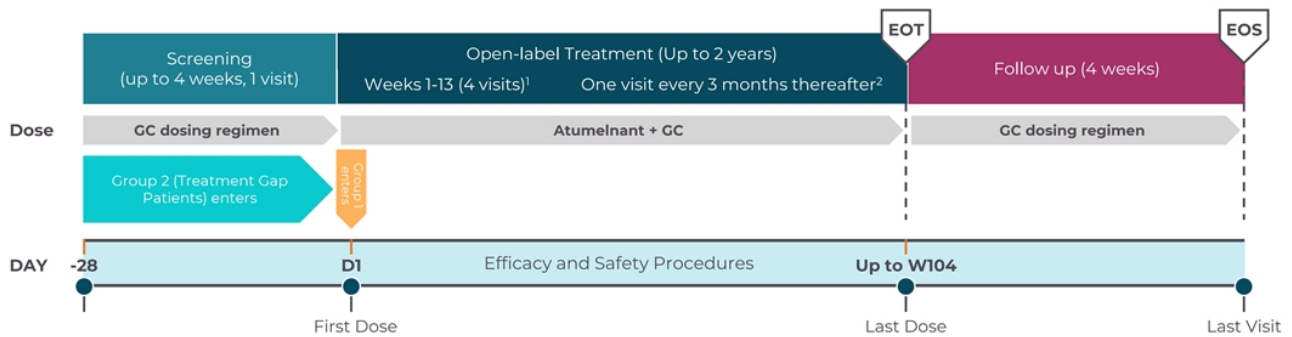 EOT
EOS
Screening
(up to 4 weeks, 1 visit)
Open-label Treatment (Up to 2 years)
Weeks 1-13 (4 visits)¹
One visit every 3 months thereafter²
Follow up (4 weeks)
Dose
GC dosing regimen
Atumelnant + GC
GC dosing regimen
Group 2 (Treatment Gap
Patients) enters
Group 1
enters
DAY
-28
D1
Efficacy and Safety Procedures
Up to W104
First Dose
Last Dose
Last Visit